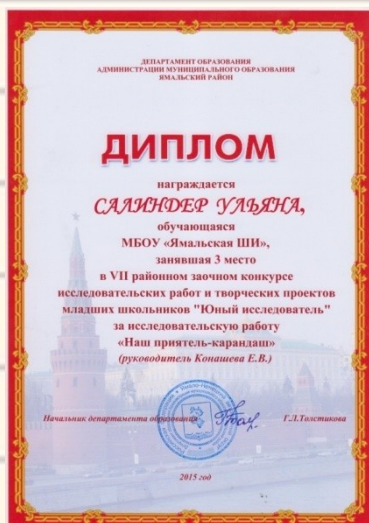 ДЕПАРТАМЕНТ ОБРАЗОВАНИЯ
АДМИНИСТРАЦИИ МУНИЦИПАЛЬНОГО ОБРАЗОВАНИЯ
ЯМАЛЬСКИЙ РАЙОН
ДИПЛОМ
награждается
САЛИНДЕР УЛЬЯНА,
обучающаяся
МБОУ «Ямальская ШИ»,
занявшая 3 место
в VII районном заочном конкурсе
исследовательских работ и творческих проектов
младших школьников "Юный исследователь"
за исследовательскую работу
«Наш приятель-карандаш»
(руководитель Конашева Е.В.)
Начальник департамента образования Г.Л.Толстикова
2015 год